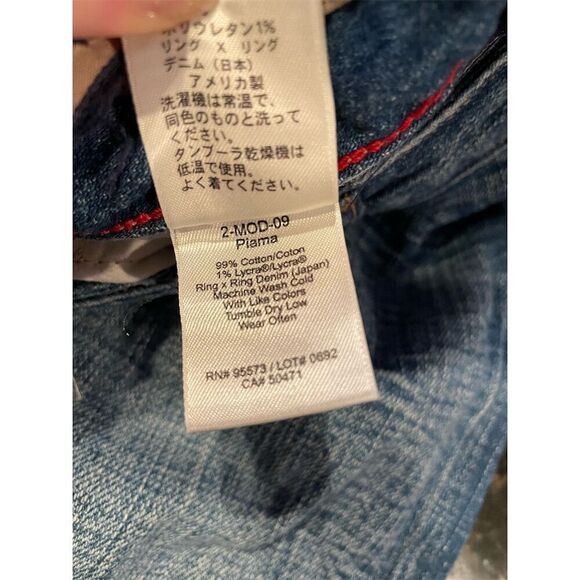 ポリウレタン1%
リング X リング
デニム (日本)
アメリカ製
洗濯機は常温で、
同色のものと洗って
ください。
タンブーラ乾燥機は
低温で使用。
よく着てください。
2-MOD-09
Piama
99% Cotton/Coton
1% Lycra®/Lycra®
Ring x Ring Denim (Japan)
Machine Wash Cold
With Like Colors
Tumble Dry Low
Wear Often
RN# 95573 / LOT# 0692
CA# 50471